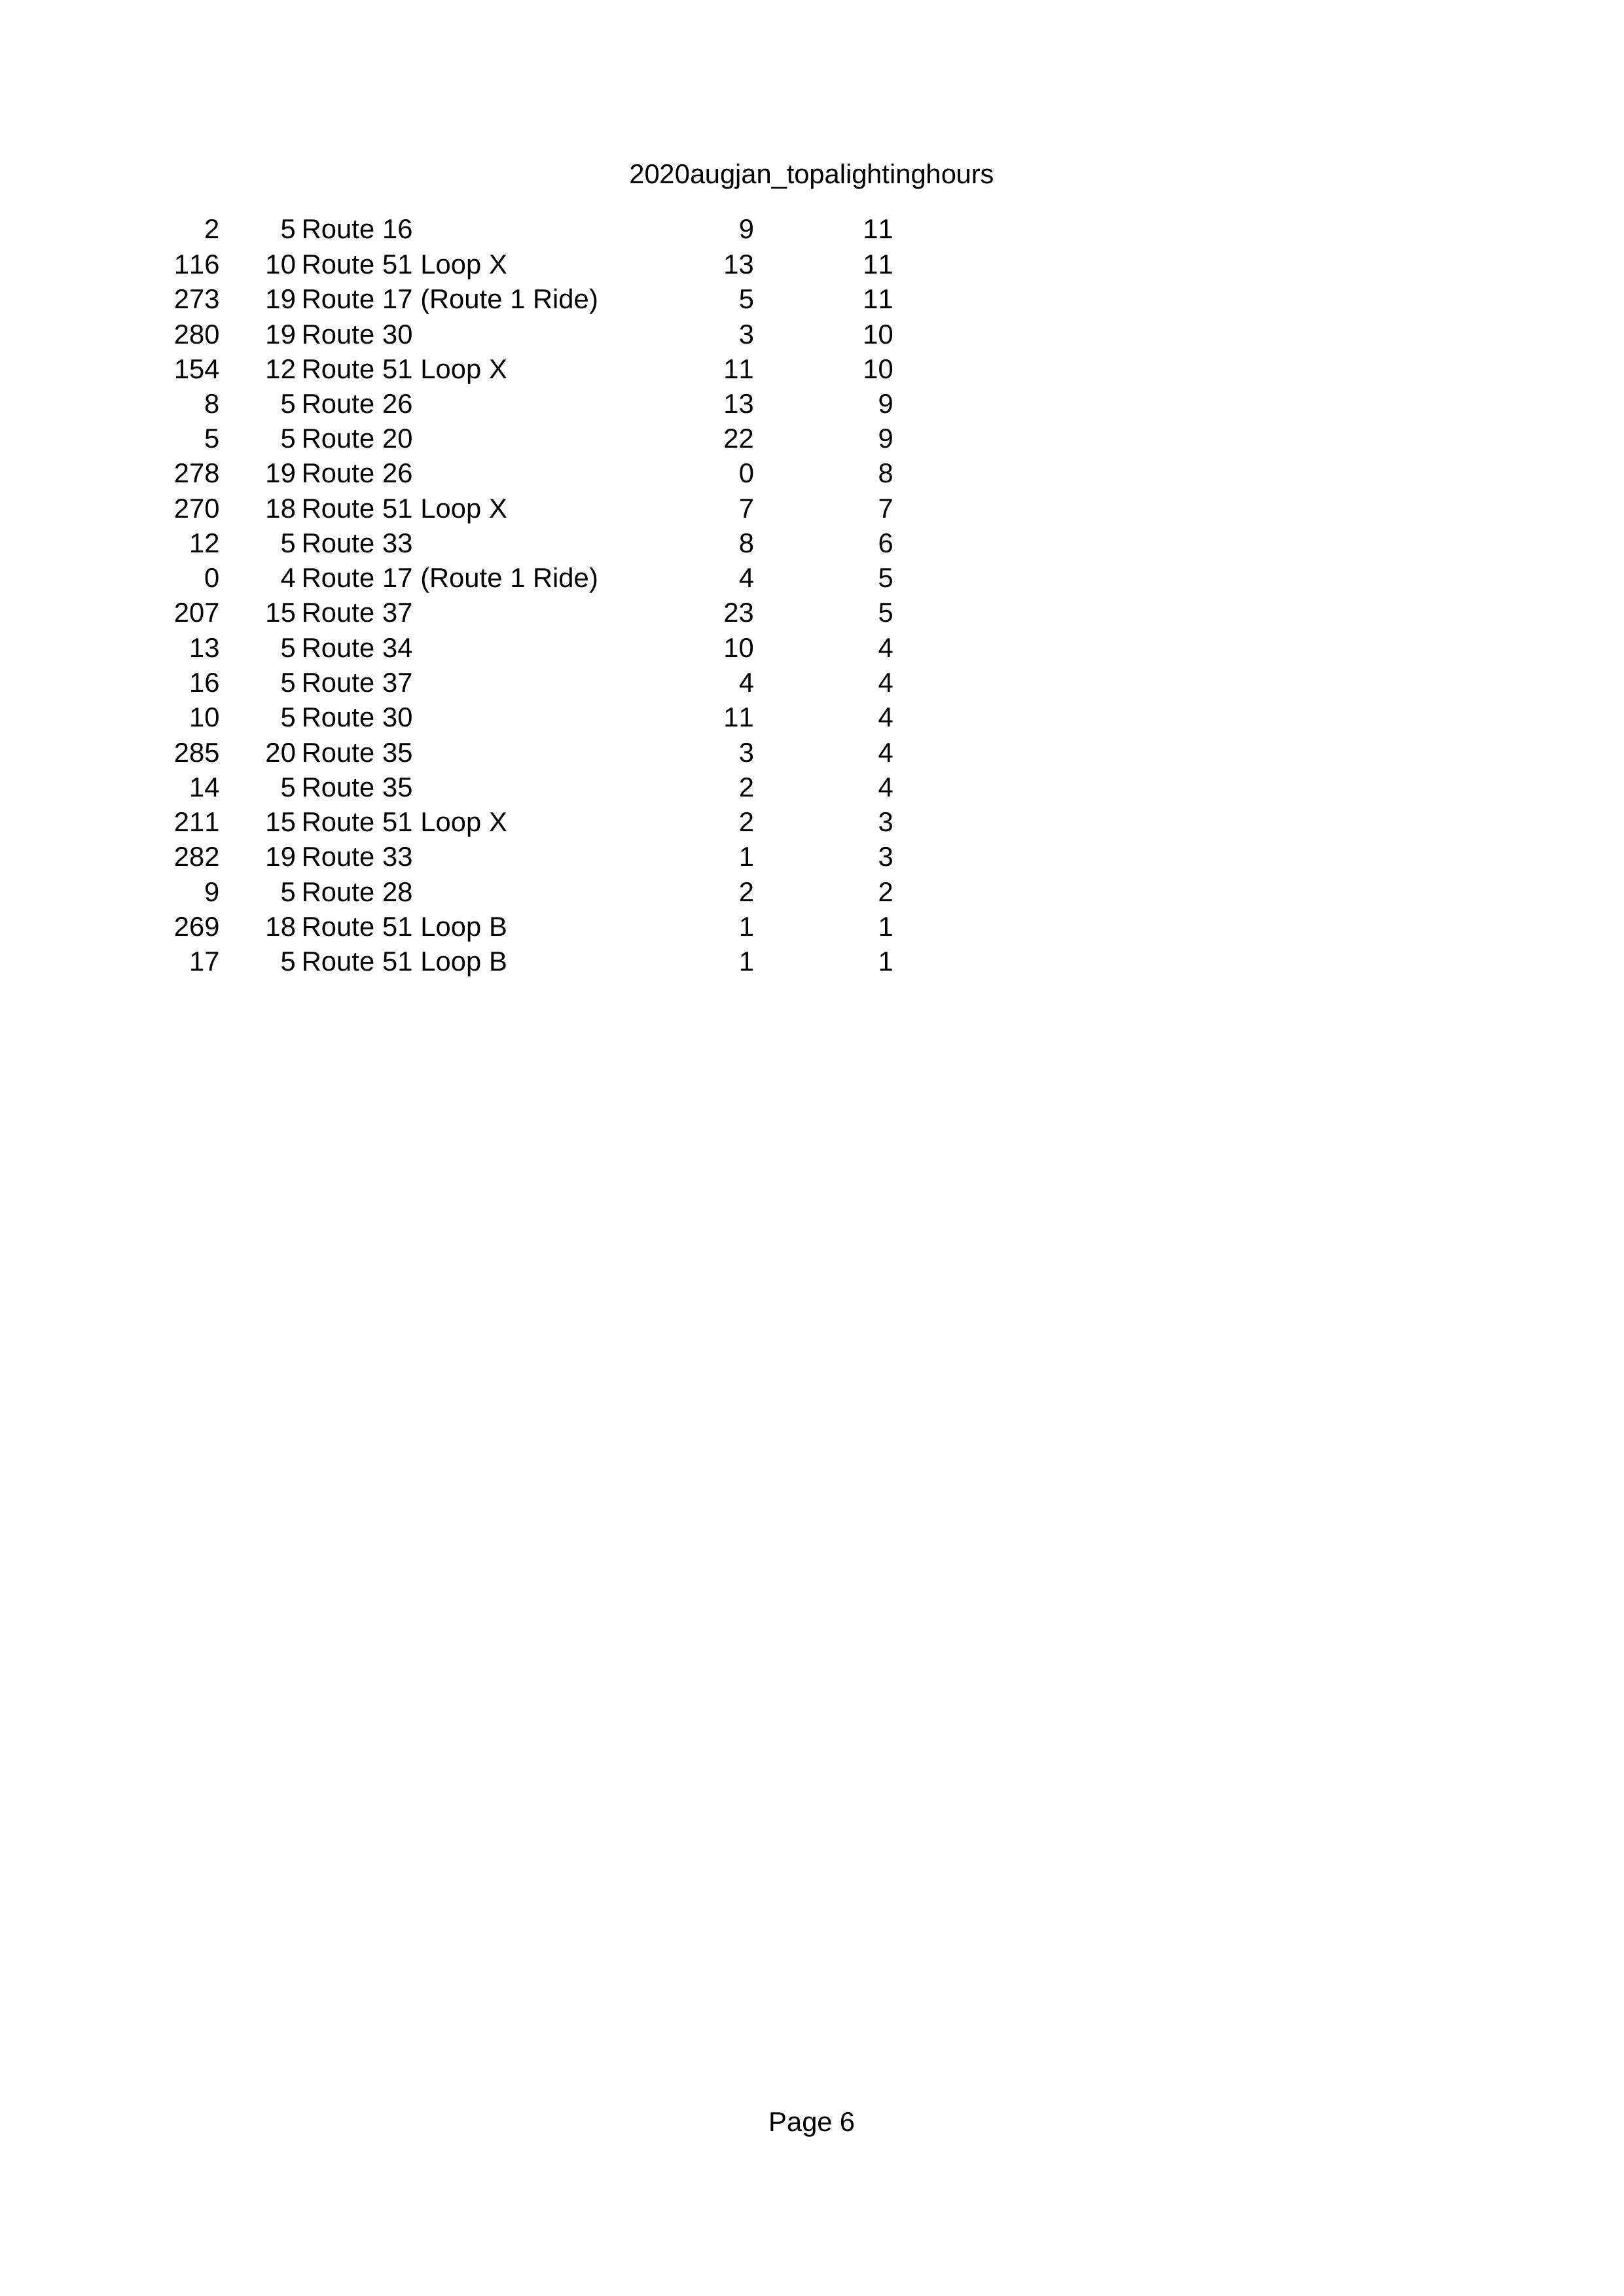 2020augjan_topalightinghours
2 5 Route 16 9 11
116 10 Route 51 Loop X 13 11
273 19 Route 17 (Route 1 Ride) 5 11
280 19 Route 30 3 10
154 12 Route 51 Loop X 11 10
8 5 Route 26 13 9
5 5 Route 20 22 9
278 19 Route 26 0 8
270 18 Route 51 Loop X 7 7
12 5 Route 33 8 6
0 4 Route 17 (Route 1 Ride) 4 5
207 15 Route 37 23 5
13 5 Route 34 10 4
16 5 Route 37 4 4
10 5 Route 30 11 4
285 20 Route 35 3 4
14 5 Route 35 2 4
211 15 Route 51 Loop X 2 3
282 19 Route 33 1 3
9 5 Route 28 2 2
269 18 Route 51 Loop B 1 1
17 5 Route 51 Loop B 1 1
Page 6